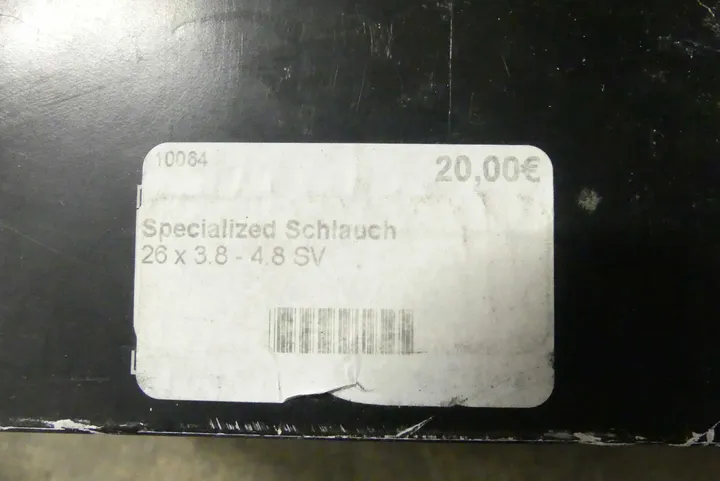 10084
20,00€
Specialized Schlauch
26 x 3.8 - 4.8 SV